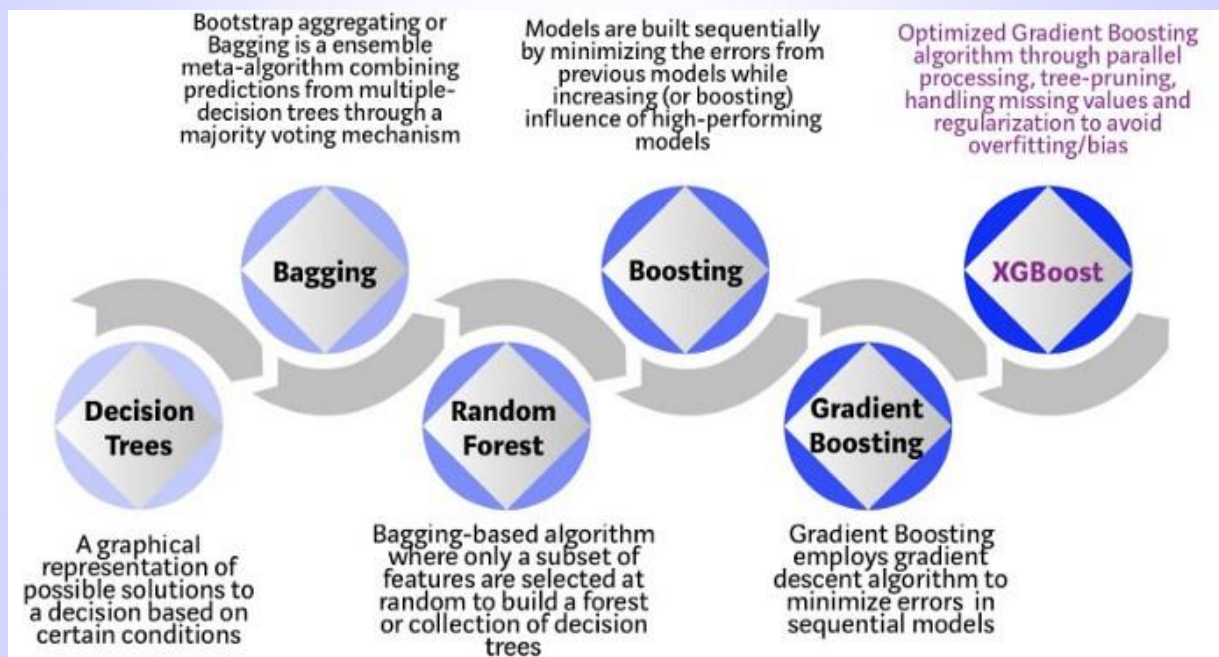 Bootstrap aggregating or
Bagging is a ensemble
meta-algorithm combining
predictions from multiple-
decision trees through a
majority voting mechanism
Models are built sequentially
by minimizing the errors from
previous models while
increasing (or boosting)
influence of high-performing
models
Optimized Gradient Boosting
algorithm through parallel
processing, tree-pruning,
handling missing values and
regularization to avoid
overfitting/bias
Bagging
Boosting
XGBoost
Decision
Trees
Random
Forest
Gradient
Boosting
A graphical
representation of
possible solutions to
a decision based on
certain conditions
Bagging-based algorithm
where only a subset of
features are selected at
random to build a forest
or collection of decision
trees
Gradient Boosting
employs gradient
descent algorithm to
minimize errors in
sequential models